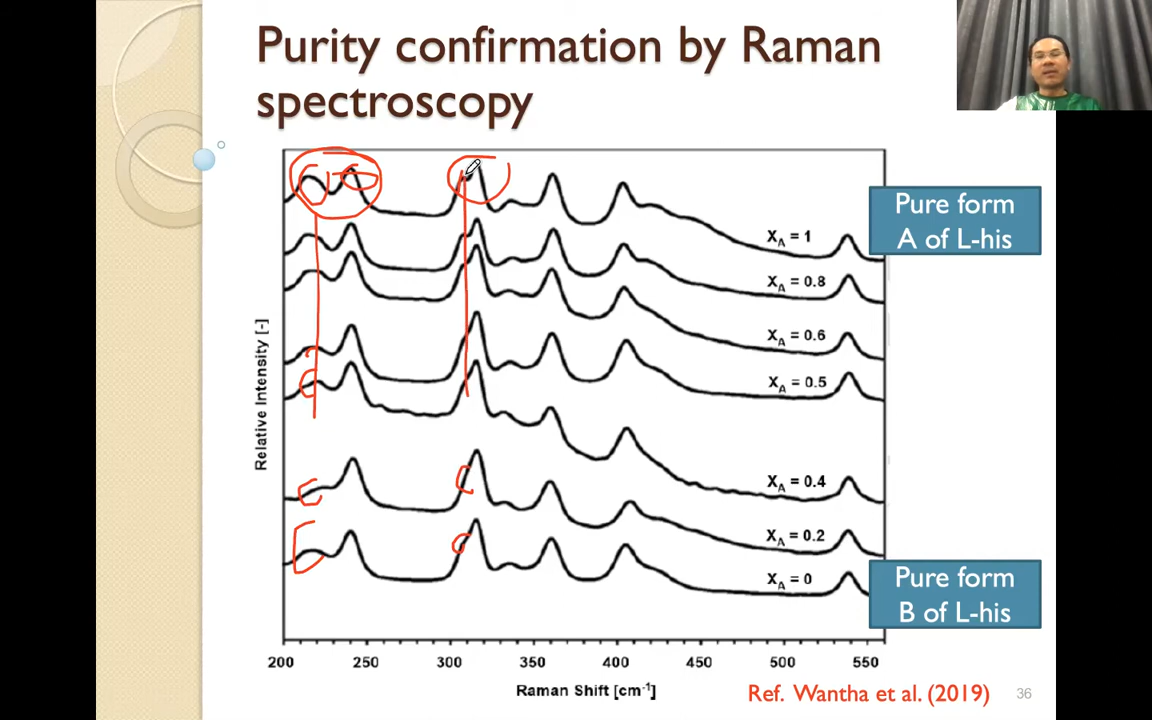 Purity confirmation by Raman
spectroscopy
Pure form
A of L-his
X_A = 1
X_A = 0.8
X_A = 0.6
X_A = 0.5
X_A = 0.4
X_A = 0.2
X_A = 0
Pure form
B of L-his
Relative Intensity [-]
200 250 300 350 400 450 500 550
Raman Shift [cm⁻¹]
Ref. Wantha et al. (2019)
36